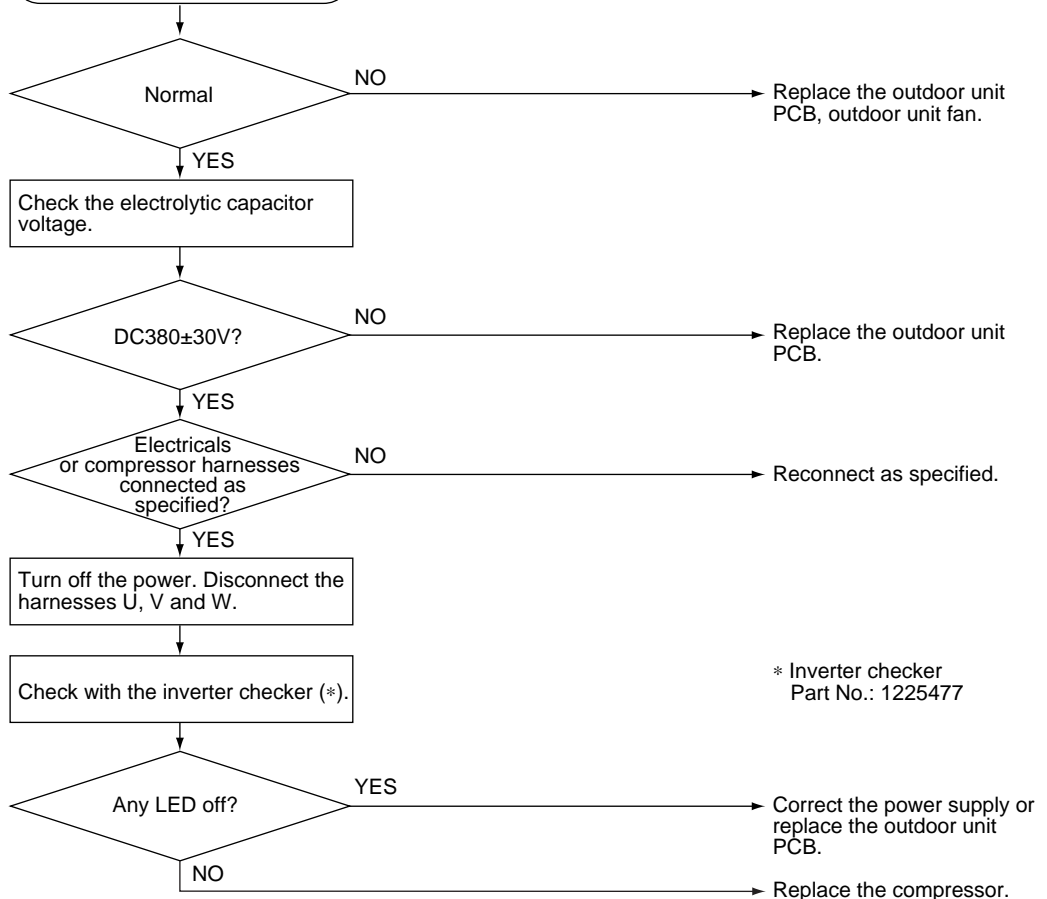 Normal
NO
Replace the outdoor unit
PCB, outdoor unit fan.
YES
Check the electrolytic capacitor
voltage.
DC380±30V?
NO
Replace the outdoor unit
PCB.
YES
Electricals
or compressor harnesses
connected as
specified?
NO
Reconnect as specified.
YES
Turn off the power. Disconnect the
harnesses U, V and W.
Check with the inverter checker (∗).
∗ Inverter checker
Part No.: 1225477
Any LED off?
YES
Correct the power supply or
replace the outdoor unit
PCB.
NO
Replace the compressor.